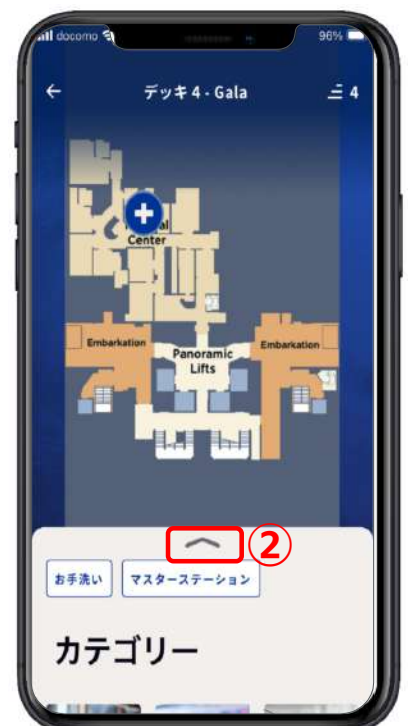 docomo
96%
← デッキ 4 - Gala 4
Center
Embarkation
Embarkation
Panoramic
Lifts
②
お手洗い マスターステーション
カテゴリー